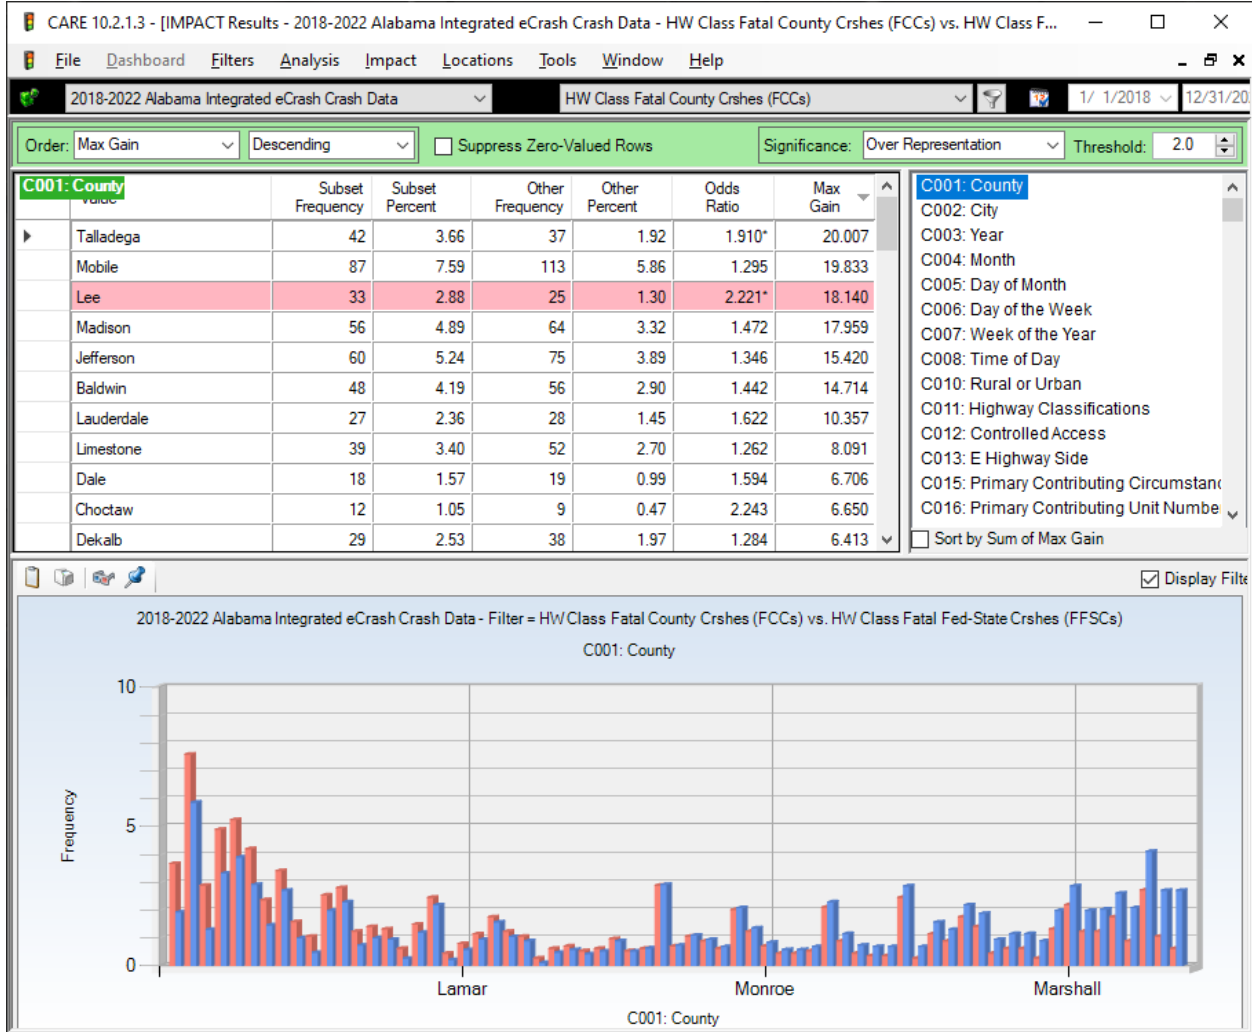 CARE 10.2.1.3 - [IMPACT Results - 2018-2022 Alabama Integrated eCrash Crash Data - HW Class Fatal County Crshes (FCCs) vs. HW Class F...
File Dashboard Filters Analysis Impact Locations Tools Window Help
2018-2022 Alabama Integrated eCrash Crash Data HW Class Fatal County Crshes (FCCs) 1/ 1/2018 12/31/20
Order: Max Gain Descending Suppress Zero-Valued Rows Significance: Over Representation Threshold: 2.0
C001: County Subset Frequency Subset Percent Other Frequency Other Percent Odds Ratio Max Gain
Talladega 42 3.66 37 1.92 1.910* 20.007
Mobile 87 7.59 113 5.86 1.295 19.833
Lee 33 2.88 25 1.30 2.221* 18.140
Madison 56 4.89 64 3.32 1.472 17.959
Jefferson 60 5.24 75 3.89 1.346 15.420
Baldwin 48 4.19 56 2.90 1.442 14.714
Lauderdale 27 2.36 28 1.45 1.622 10.357
Limestone 39 3.40 52 2.70 1.262 8.091
Dale 18 1.57 19 0.99 1.594 6.706
Choctaw 12 1.05 9 0.47 2.243 6.650
Dekalb 29 2.53 38 1.97 1.284 6.413
C001: County
C002: City
C003: Year
C004: Month
C005: Day of Month
C006: Day of the Week
C007: Week of the Year
C008: Time of Day
C010: Rural or Urban
C011: Highway Classifications
C012: Controlled Access
C013: E Highway Side
C015: Primary Contributing Circumstanc
C016: Primary Contributing Unit Number
Sort by Sum of Max Gain
Display Filte
2018-2022 Alabama Integrated eCrash Crash Data - Filter = HW Class Fatal County Crshes (FCCs) vs. HW Class Fatal Fed-State Crshes (FFSCs)
C001: County
10
5
0
Frequency
Lamar Monroe Marshall
C001: County